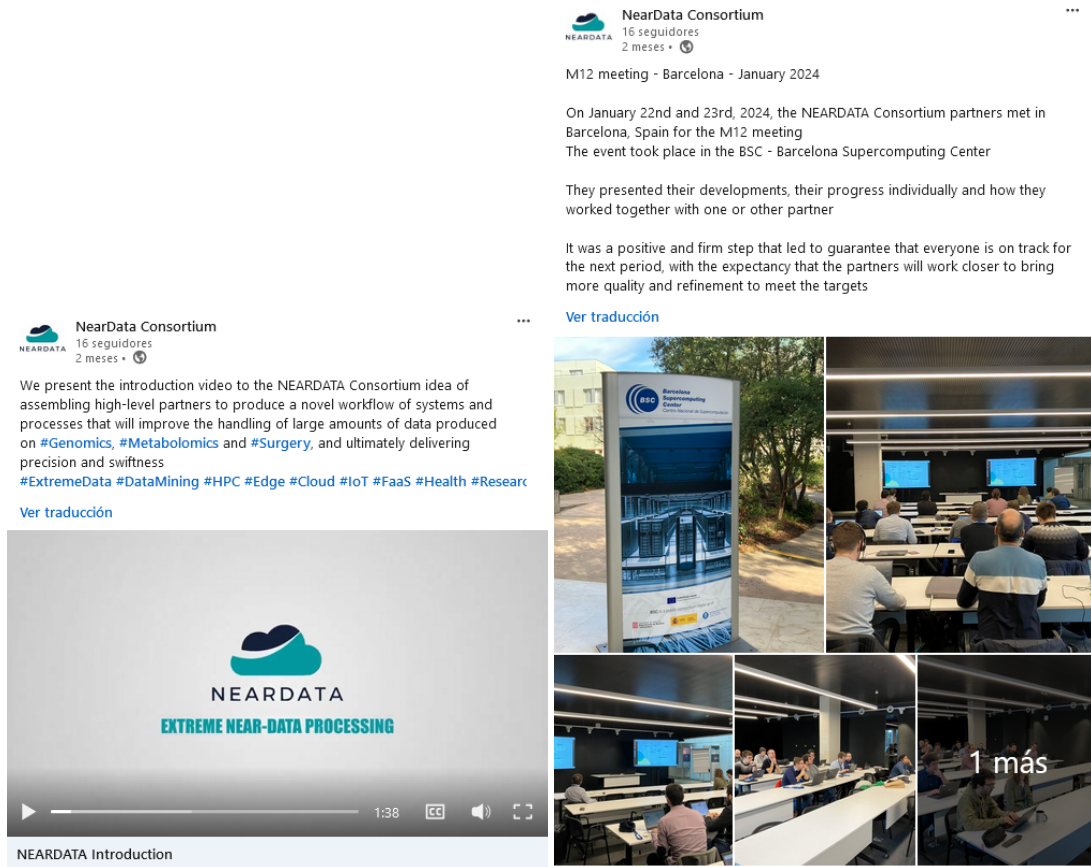 NEARDATA
NearData Consortium
16 seguidores
2 meses •
We present the introduction video to the NEARDATA Consortium idea of
assembling high-level partners to produce a novel workflow of systems and
processes that will improve the handling of large amounts of data produced
on #Genomics, #Metabolomics and #Surgery, and ultimately delivering
precision and swiftness
#ExtremeData #DataMining #HPC #Edge #Cloud #IoT #FaaS #Health #Researc
Ver traducción
NEARDATA
EXTREME NEAR-DATA PROCESSING
1:38
CC
NEARDATA Introduction
NEARDATA
NearData Consortium
16 seguidores
2 meses •
M12 meeting - Barcelona - January 2024
On January 22nd and 23rd, 2024, the NEARDATA Consortium partners met in
Barcelona, Spain for the M12 meeting
The event took place in the BSC - Barcelona Supercomputing Center
They presented their developments, their progress individually and how they
worked together with one or other partner
It was a positive and firm step that led to guarantee that everyone is on track for
the next period, with the expectancy that the partners will work closer to bring
more quality and refinement to meet the targets
Ver traducción
BSC
Barcelona
Supercomputing
Center
Centro Nacional de Supercomputación
1 más